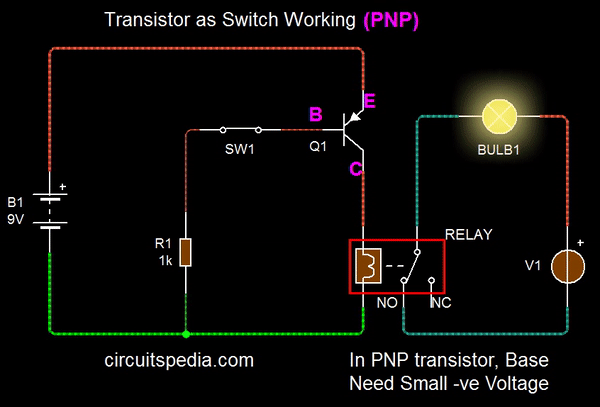 Transistor as Switch Working (PNP)
E
B
SW1
Q1
C
BULB1
B1
+
9V
R1
1k
RELAY
+
V1
NO
NC
circuitspedia.com
In PNP transistor, Base
Need Small -ve Voltage